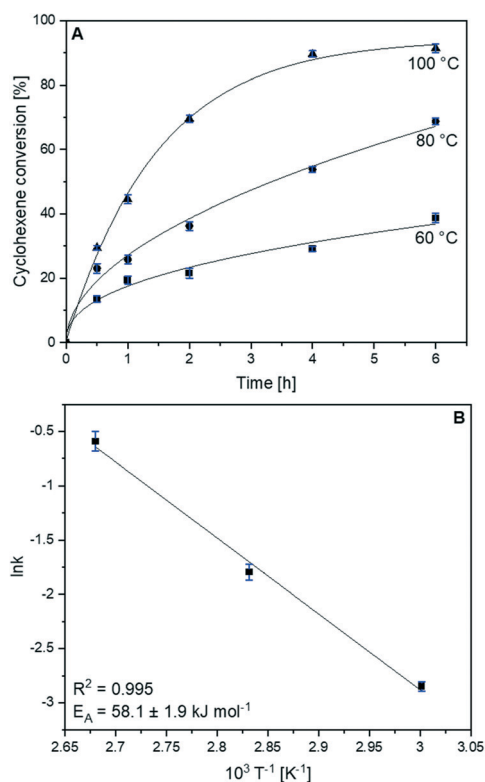 A
100
80
60
40
20
0
Cyclohexene conversion [%]
100 °C
80 °C
60 °C
0 1 2 3 4 5 6
Time [h]
B
-0.5
-1
-1.5
-2
-2.5
-3
lnk
R² = 0.995
E_A = 58.1 ± 1.9 kJ mol⁻¹
2.65 2.7 2.75 2.8 2.85 2.9 2.95 3 3.05
10³ T⁻¹ [K⁻¹]